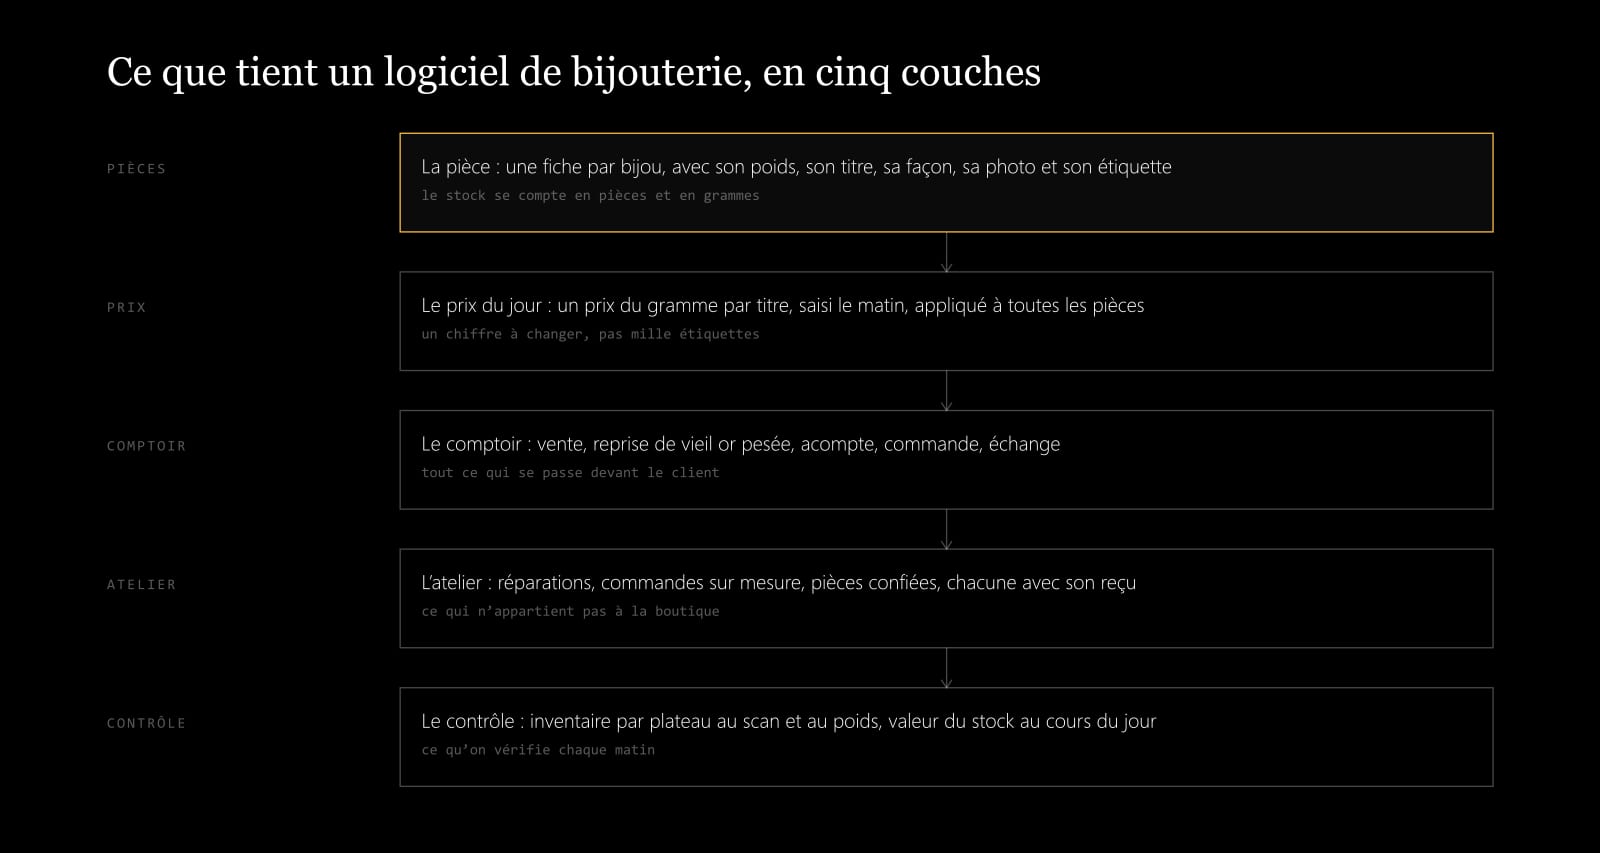 Ce que tient un logiciel de bijouterie, en cinq couches
PIÈCES
La pièce : une fiche par bijou, avec son poids, son titre, sa façon, sa photo et son étiquette
le stock se compte en pièces et en grammes
PRIX
Le prix du jour : un prix du gramme par titre, saisi le matin, appliqué à toutes les pièces
un chiffre à changer, pas mille étiquettes
COMPTOIR
Le comptoir : vente, reprise de vieil or pesée, acompte, commande, échange
tout ce qui se passe devant le client
ATELIER
L’atelier : réparations, commandes sur mesure, pièces confiées, chacune avec son reçu
ce qui n’appartient pas à la boutique
CONTRÔLE
Le contrôle : inventaire par plateau au scan et au poids, valeur du stock au cours du jour
ce qu’on vérifie chaque matin